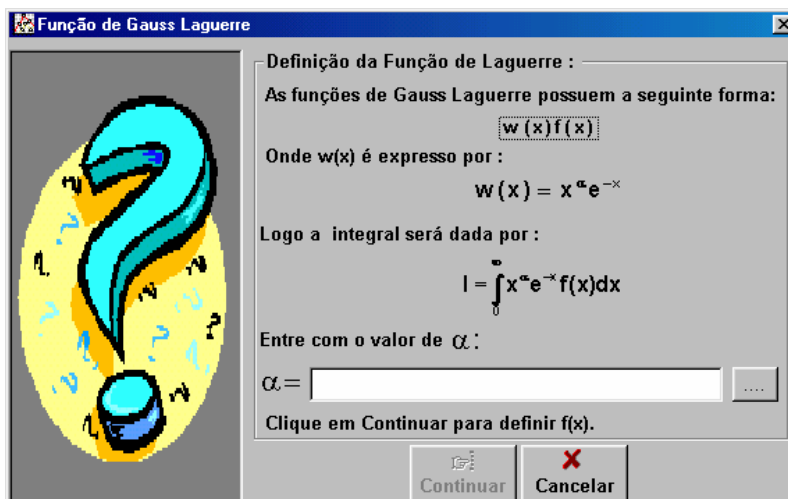 Função de Gauss Laguerre
Definição da Função de Laguerre :
As funções de Gauss Laguerre possuem a seguinte forma:
w(x)f(x)
Onde w(x) é expresso por :
w(x) = x^α e^-x
Logo a integral será dada por :
I = ∫₀^∞ x^α e^-x f(x)dx
Entre com o valor de α:
α=
....
Clique em Continuar para definir f(x).
Continuar
Cancelar